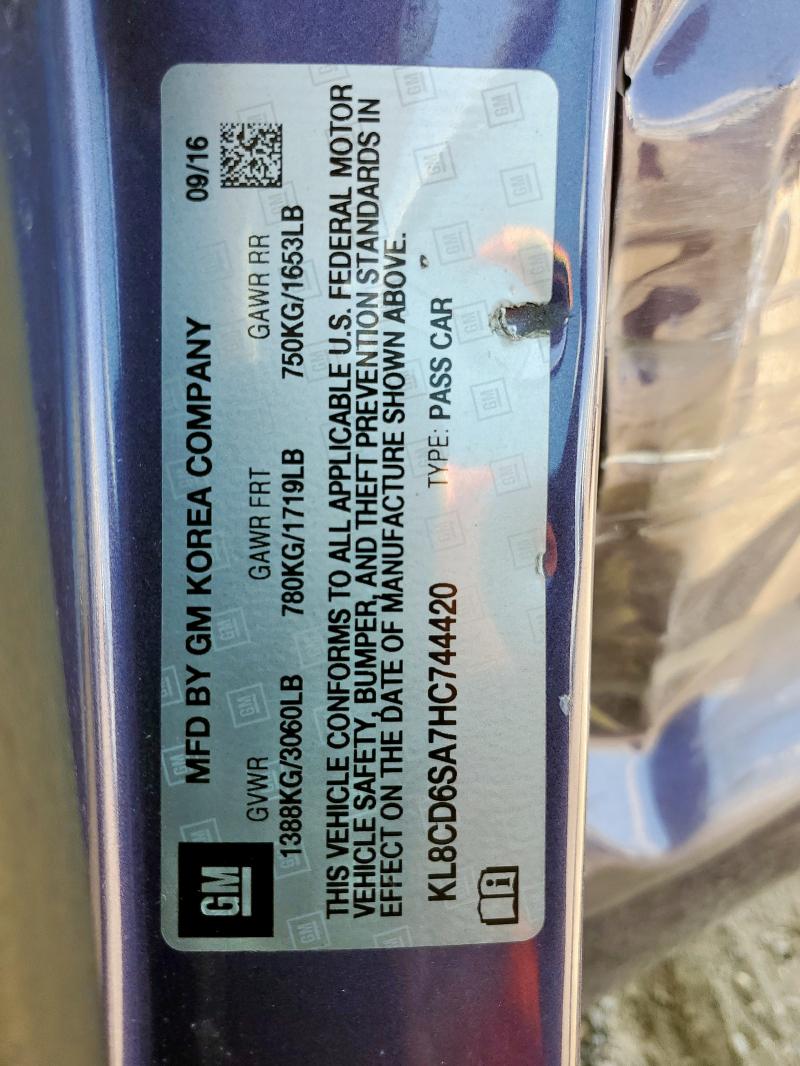 GM
MFD BY GM KOREA COMPANY 09/16
GVWR GAWR FRT GAWR RR
1388KG/3060LB 780KG/1719LB 750KG/1653LB
THIS VEHICLE CONFORMS TO ALL APPLICABLE U.S. FEDERAL MOTOR
VEHICLE SAFETY, BUMPER, AND THEFT PREVENTION STANDARDS IN
EFFECT ON THE DATE OF MANUFACTURE SHOWN ABOVE.
KL8CD6SA7HC744420 TYPE: PASS CAR